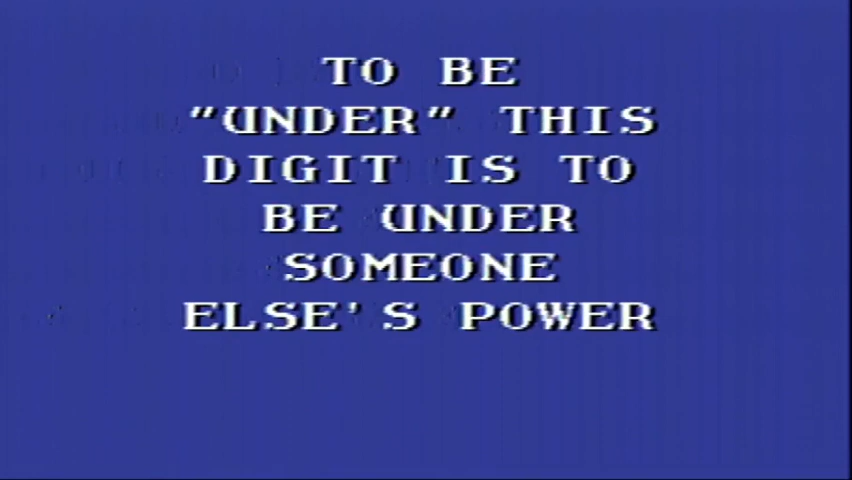 TO BE
"UNDER" THIS
DIGIT IS TO
BE UNDER
SOMEONE
ELSE'S POWER